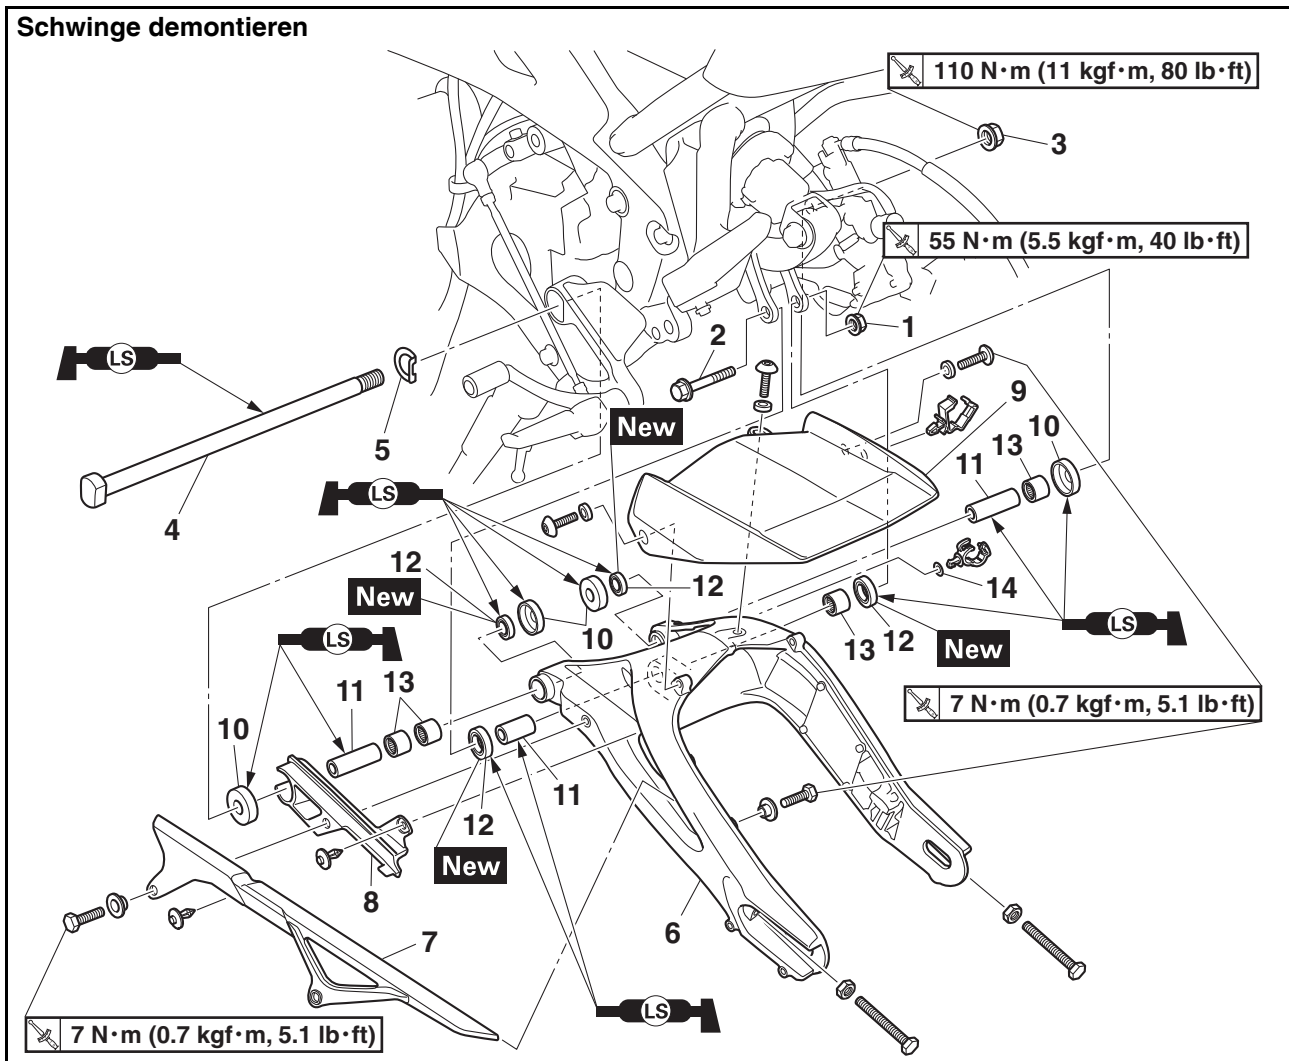 Schwinge demontieren
110 N·m (11 kgf·m, 80 lb·ft)
3
55 N·m (5.5 kgf·m, 40 lb·ft)
1
2
LS
5
New
9
10
13
11
4
LS
12
12
14
New
10
LS
13
12
LS
New
11
13
7 N·m (0.7 kgf·m, 5.1 lb·ft)
10
11
12
New
8
6
7
LS
7 N·m (0.7 kgf·m, 5.1 lb·ft)